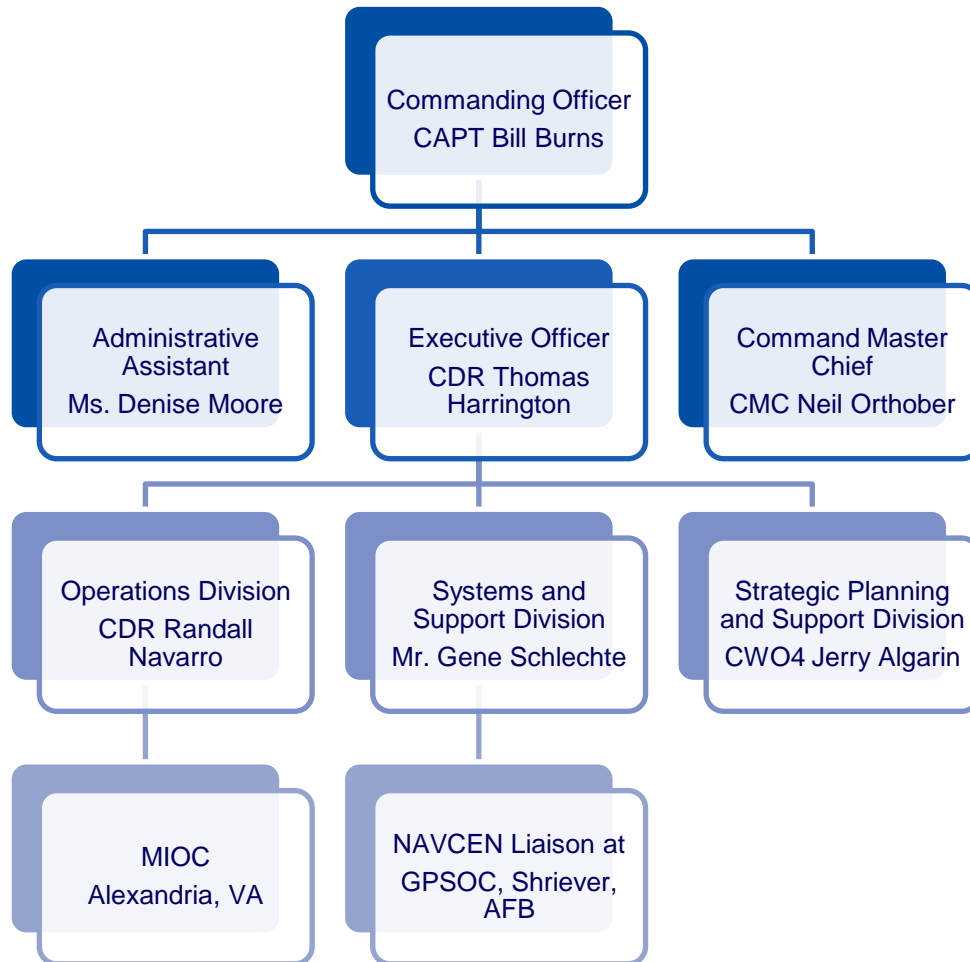 Commanding Officer
CAPT Bill Burns
Administrative
Assistant
Ms. Denise Moore
Executive Officer
CDR Thomas
Harrington
Command Master
Chief
CMC Neil Orthober
Operations Division
CDR Randall
Navarro
Systems and
Support Division
Mr. Gene Schlechte
Strategic Planning
and Support Division
CWO4 Jerry Algarin
MIOC
Alexandria, VA
NAVCEN Liaison at
GPSOC, Shriever,
AFB